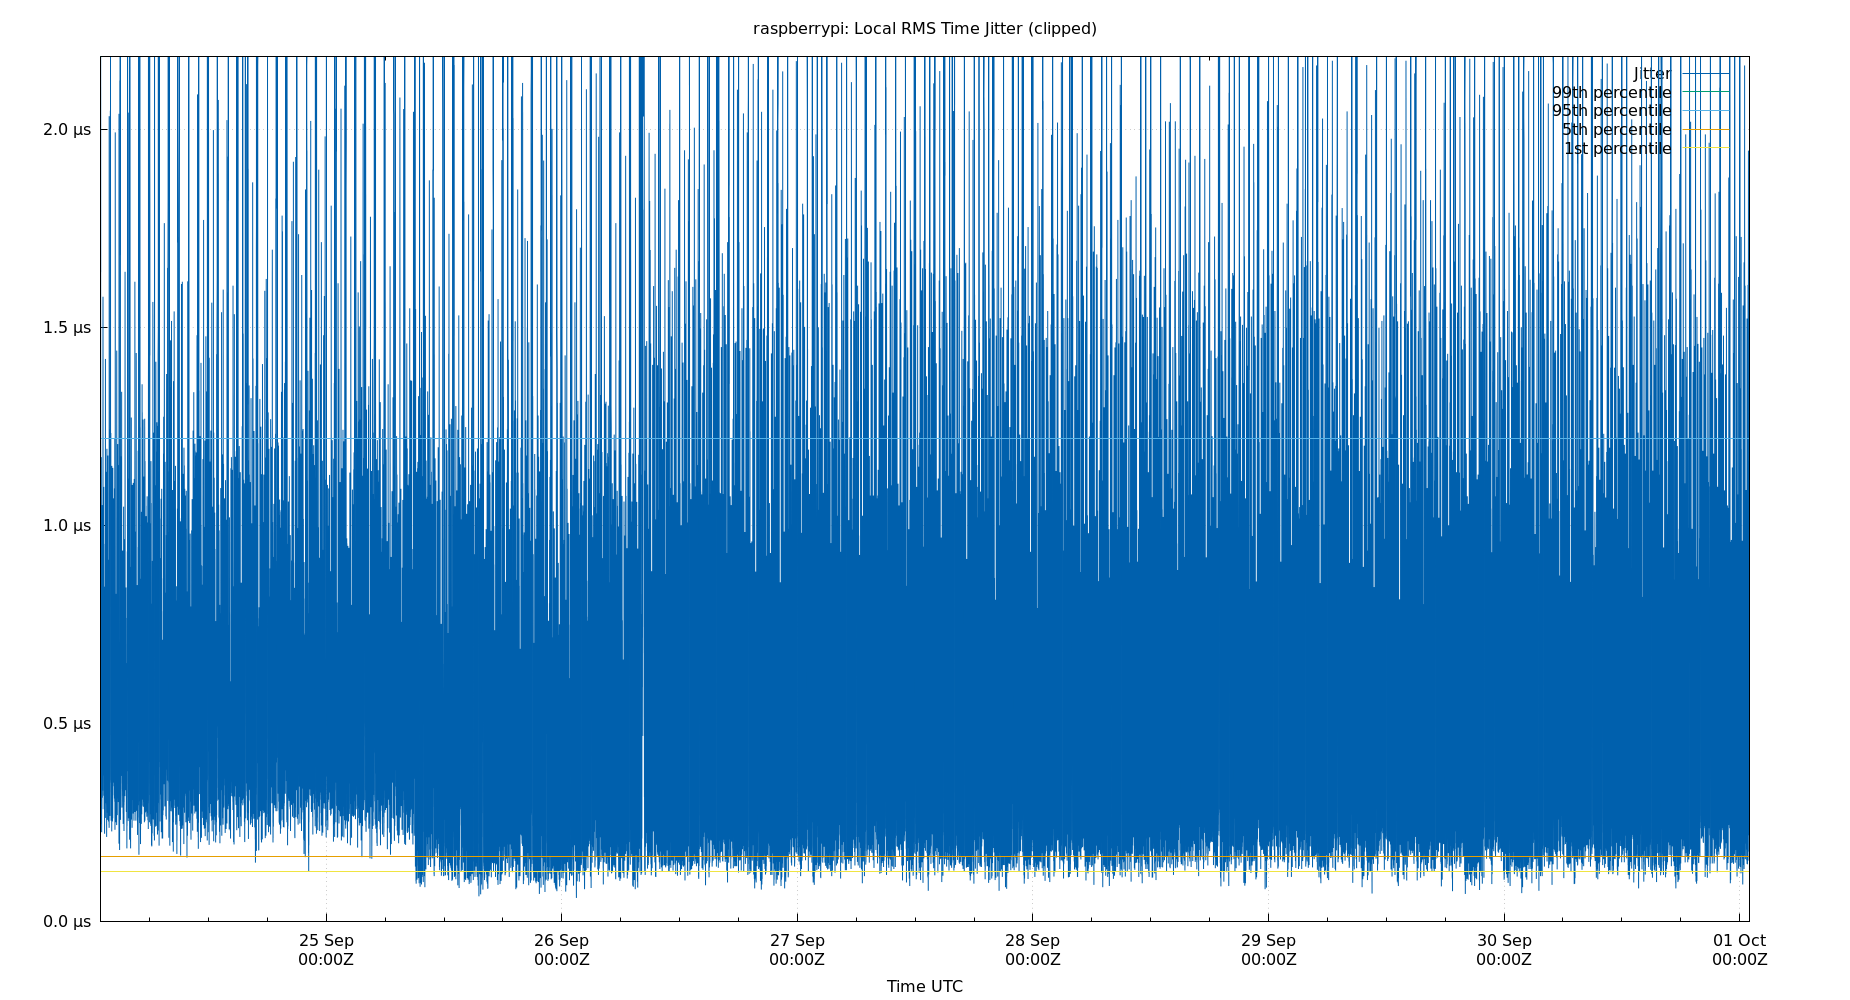 raspberrypi: Local RMS Time Jitter (clipped)
Jitter
99th percentile
95th percentile
5th percentile
1st percentile
2.0 µs
1.5 µs
1.0 µs
0.5 µs
0.0 µs
25 Sep 26 Sep 27 Sep 28 Sep 29 Sep 30 Sep 01 Oct
00:00Z 00:00Z 00:00Z 00:00Z 00:00Z 00:00Z 00:00Z
Time UTC